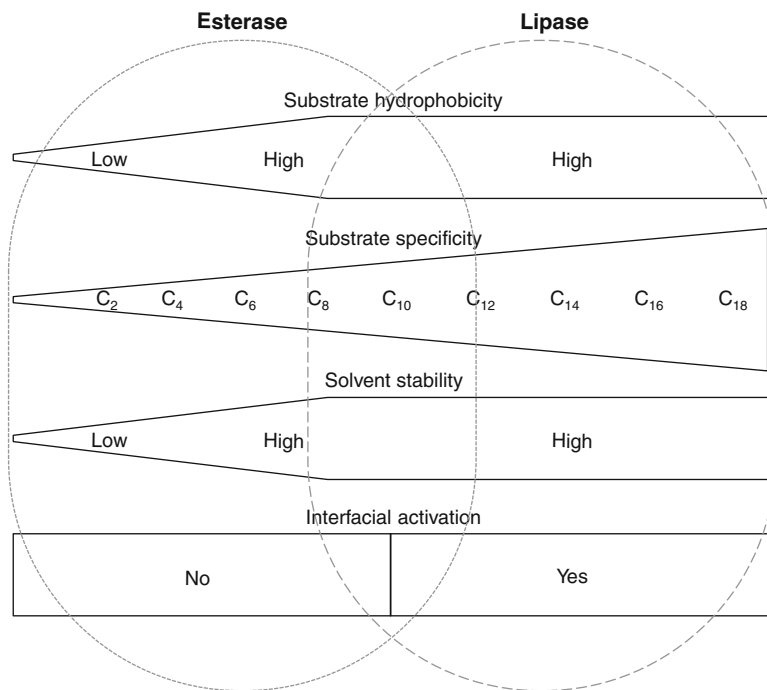 Esterase Lipase
Substrate hydrophobicity
Low High High
Substrate specificity
C₂ C₄ C₆ C₈ C₁₀ C₁₂ C₁₄ C₁₆ C₁₈
Solvent stability
Low High High
Interfacial activation
No Yes